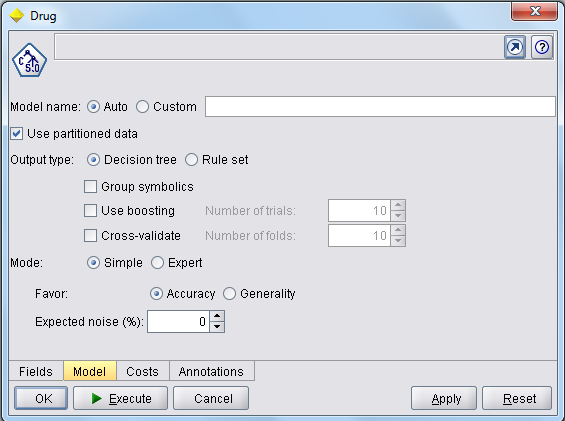 Drug
C 5.0
?
Model name: Auto Custom
Use partitioned data
Output type: Decision tree Rule set
Group symbolics
Use boosting Number of trials: 10
Cross-validate Number of folds: 10
Mode: Simple Expert
Favor: Accuracy Generality
Expected noise (%): 0
Fields Model Costs Annotations
OK Execute Cancel Apply Reset